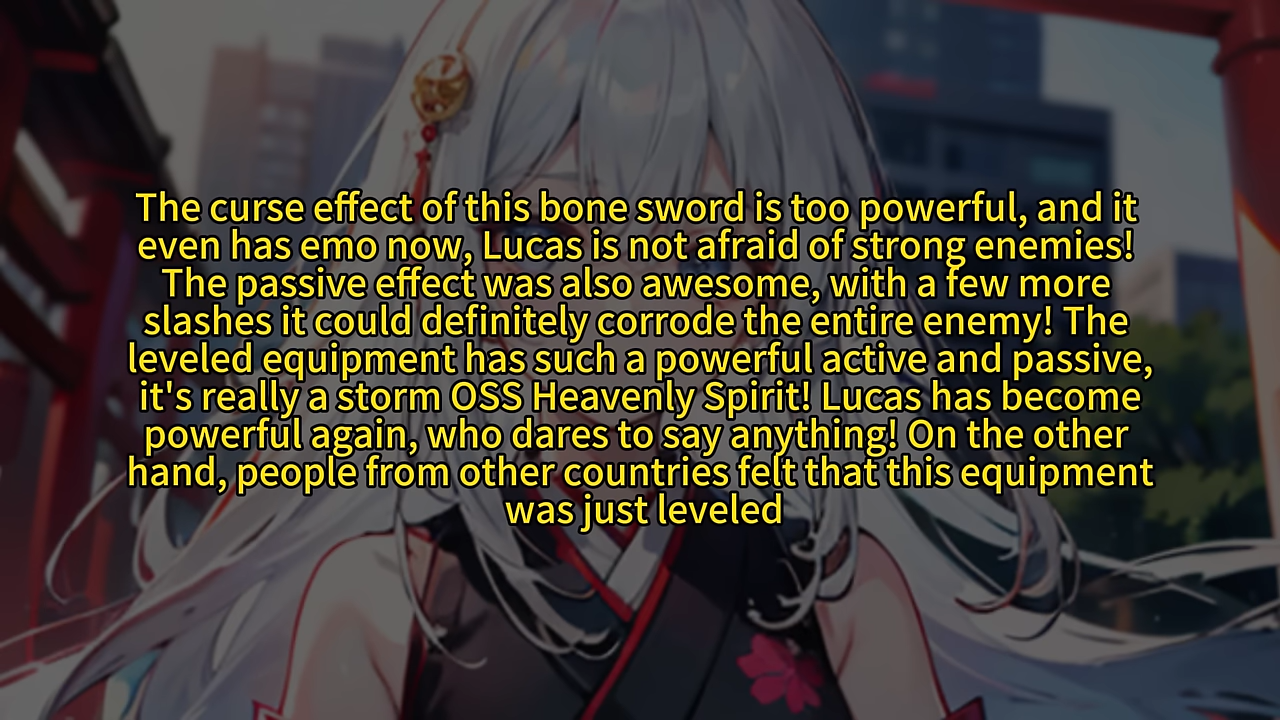 The curse effect of this bone sword is too powerful, and it
even has emo now, Lucas is not afraid of strong enemies!
The passive effect was also awesome, with a few more
slashes it could definitely corrode the entire enemy! The
leveled equipment has such a powerful active and passive,
it's really a storm OSS Heavenly Spirit! Lucas has become
powerful again, who dares to say anything! On the other
hand, people from other countries felt that this equipment
was just leveled